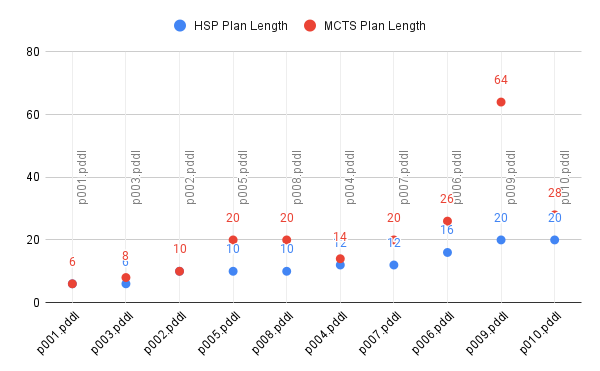 HSP Plan Length MCTS Plan Length
80
60
40
20
0
64
28
26
20 20 20 20 20
16
14
12 12
10 10 10
8
6
6
p001.pddl p003.pddl p002.pddl p005.pddl p008.pddl p004.pddl p007.pddl p006.pddl p009.pddl p010.pddl
p001.pddl p003.pddl p002.pddl p005.pddl p008.pddl p004.pddl p007.pddl p006.pddl p009.pddl p010.pddl